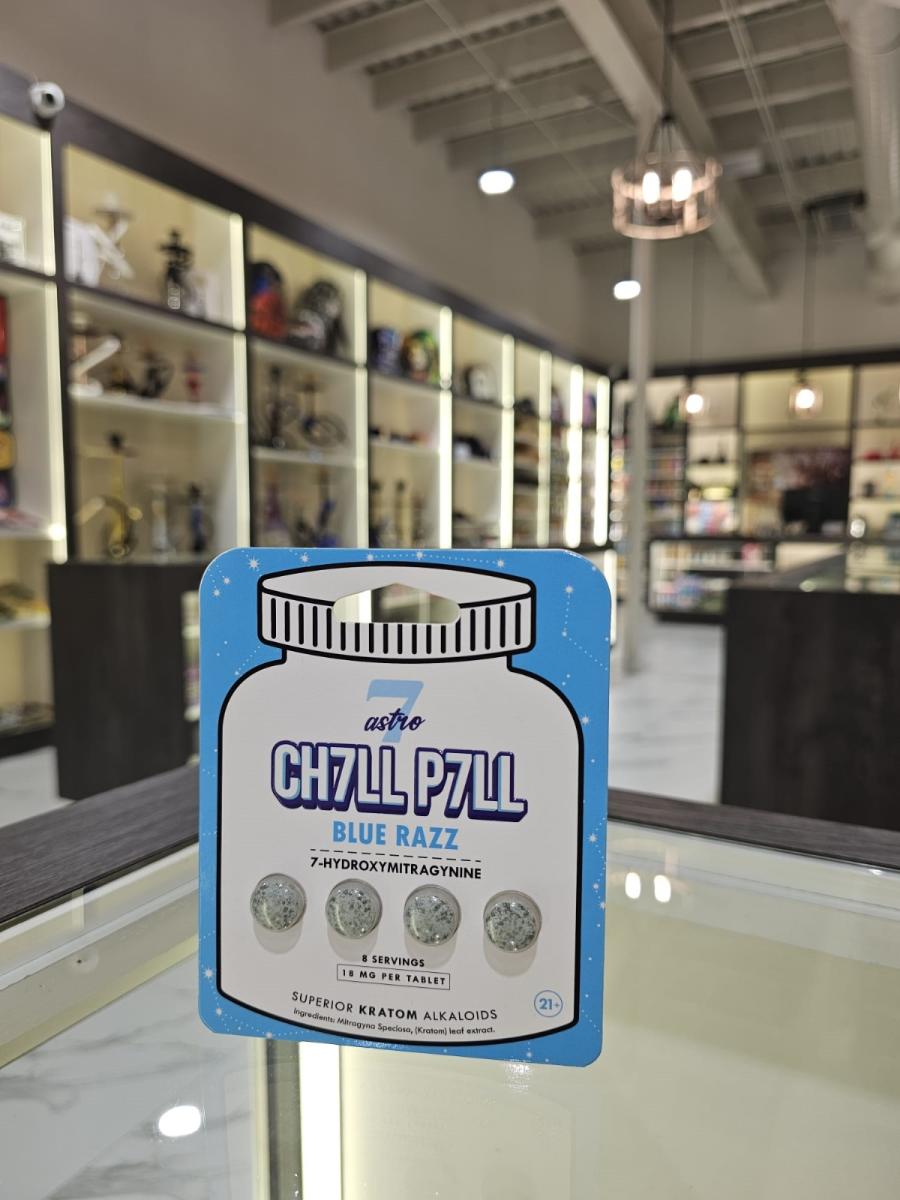 7
astro
CH7LL P7LL
BLUE RAZZ
7-HYDROXYMITRAGYNINE
8 SERVINGS
18 MG PER TABLET
SUPERIOR KRATOM ALKALOIDS
Ingredients: Mitragyna Speciosa, (Kratom) leaf extract.
21+